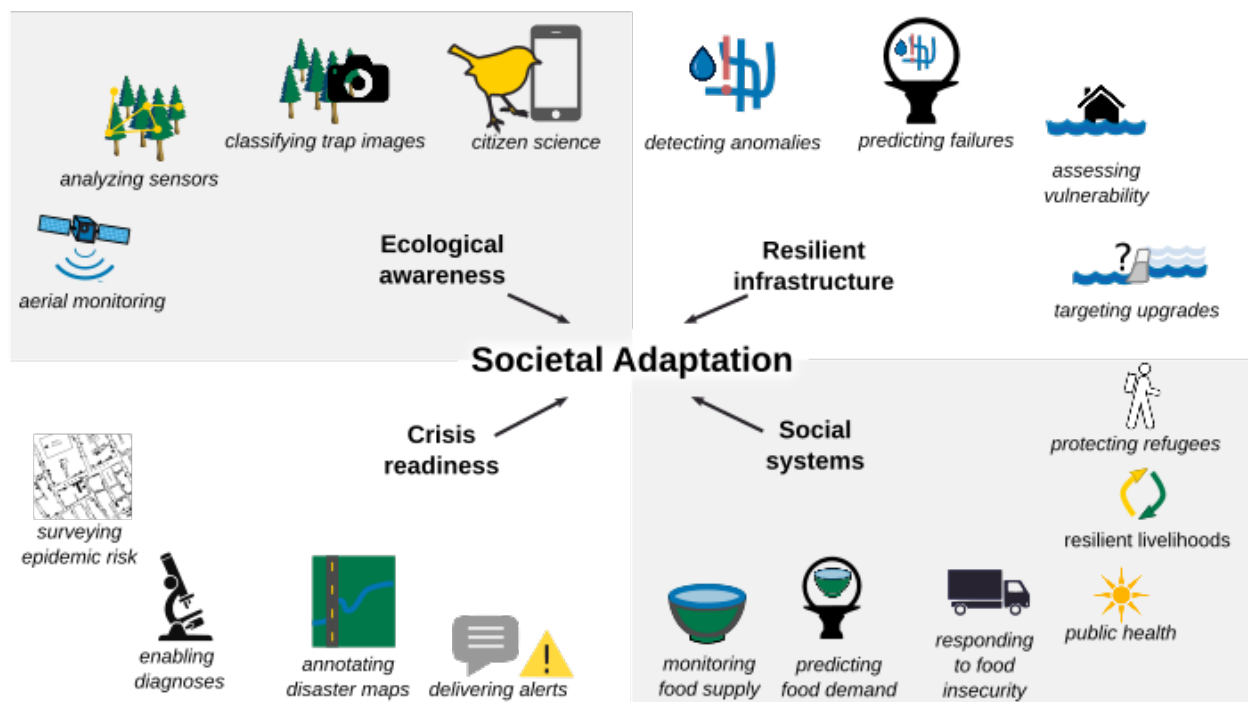 classifying trap images
citizen science
analyzing sensors
aerial monitoring
Ecological
awareness
detecting anomalies
predicting failures
assessing
vulnerability
?
targeting upgrades
Resilient
infrastructure
Societal Adaptation
Crisis
readiness
surveying
epidemic risk
enabling
diagnoses
annotating
disaster maps
!
delivering alerts
Social
systems
protecting refugees
resilient livelihoods
public health
monitoring
food supply
predicting
food demand
responding
to food
insecurity